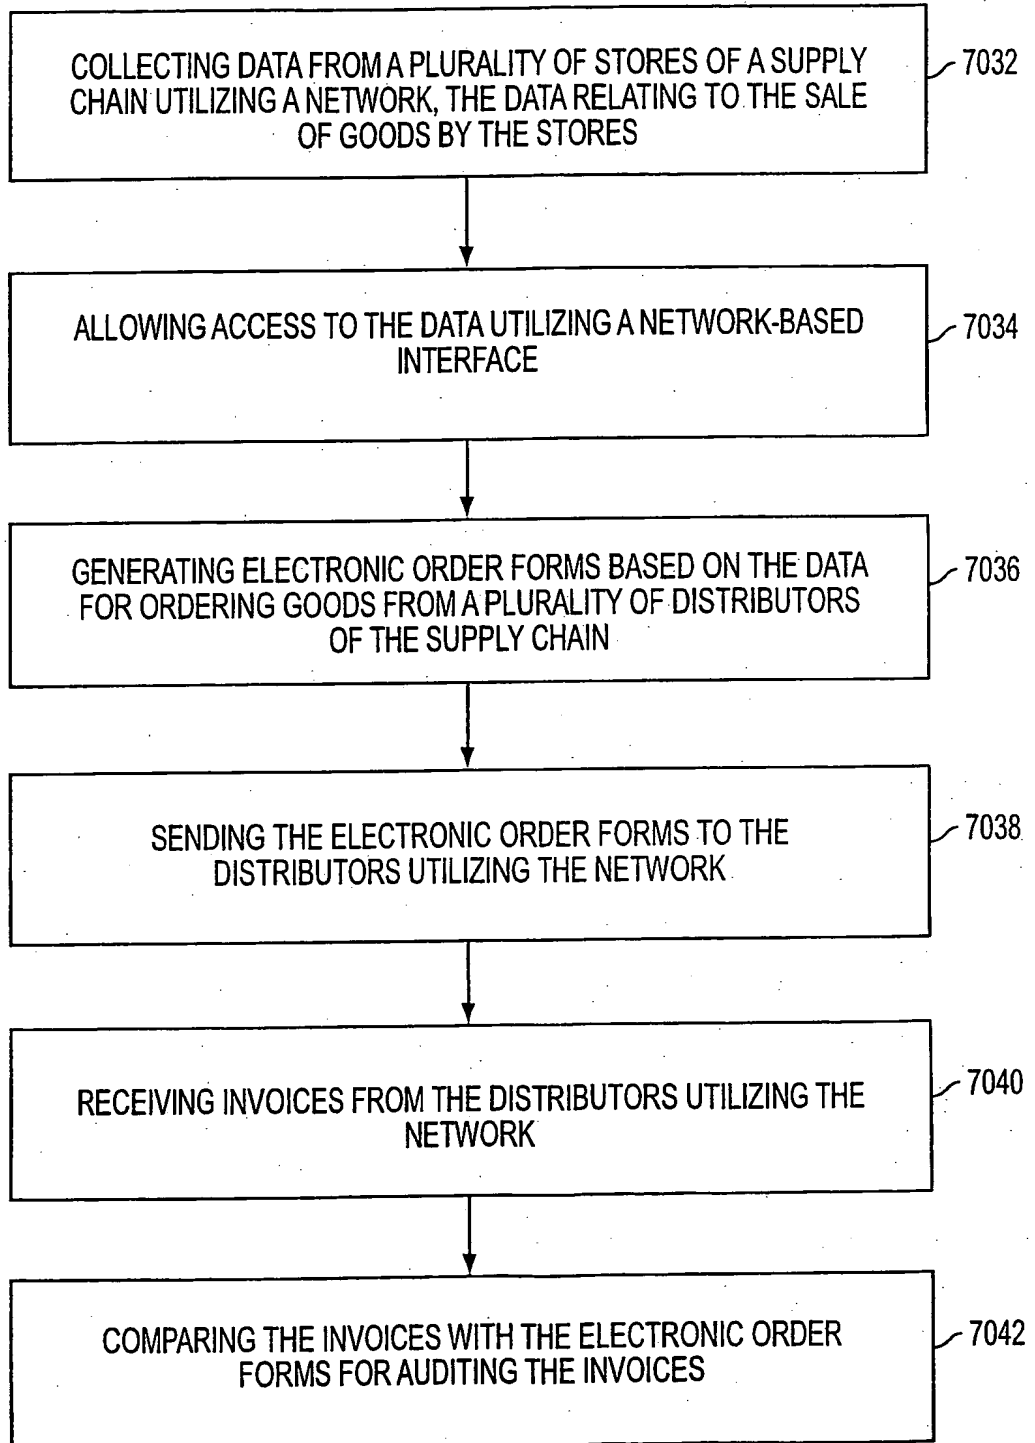 COLLECTING DATA FROM A PLURALITY OF STORES OF A SUPPLY
CHAIN UTILIZING A NETWORK, THE DATA RELATING TO THE SALE
OF GOODS BY THE STORES
7032
ALLOWING ACCESS TO THE DATA UTILIZING A NETWORK-BASED
INTERFACE
7034
GENERATING ELECTRONIC ORDER FORMS BASED ON THE DATA
FOR ORDERING GOODS FROM A PLURALITY OF DISTRIBUTORS
OF THE SUPPLY CHAIN
7036
SENDING THE ELECTRONIC ORDER FORMS TO THE
DISTRIBUTORS UTILIZING THE NETWORK
7038
RECEIVING INVOICES FROM THE DISTRIBUTORS UTILIZING THE
NETWORK
7040
COMPARING THE INVOICES WITH THE ELECTRONIC ORDER
FORMS FOR AUDITING THE INVOICES
7042